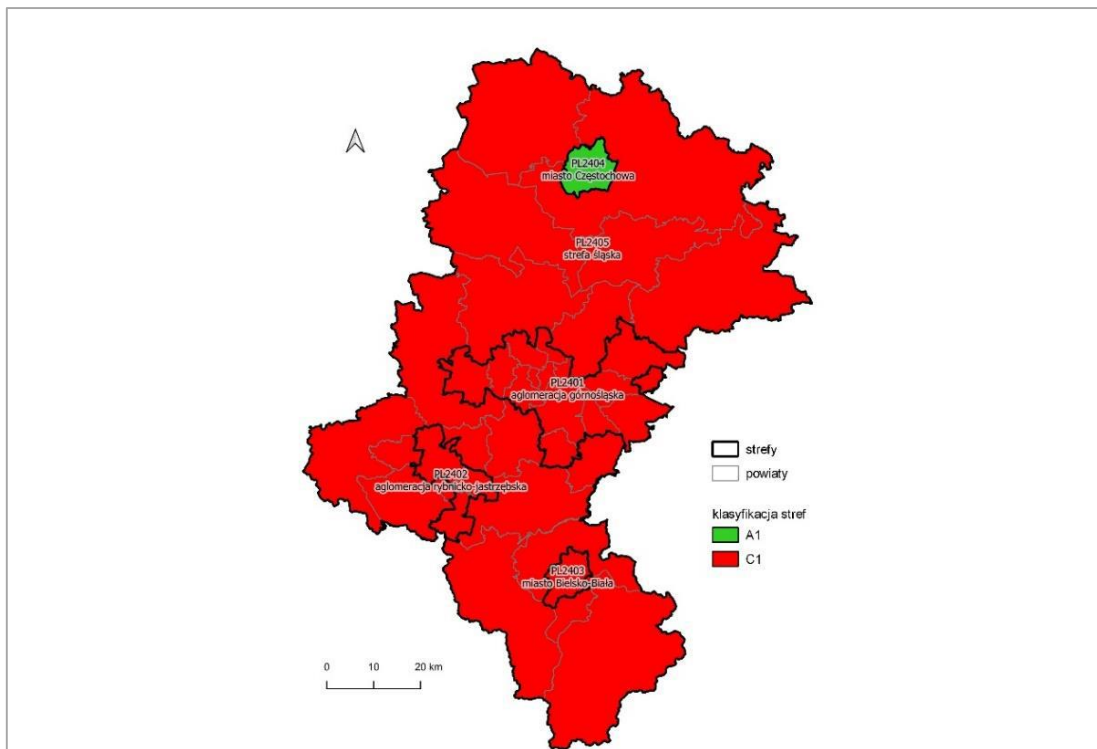 PL2404
miasto Częstochowa
PL2405
strefa śląska
PL2401
aglomeracja górnośląska
PL2402
aglomeracja rybnicko-jastrzębska
PL2403
miasto Bielsko-Biała
strefy
powiaty
klasyfikacja stref
A1
C1
0 10 20 km